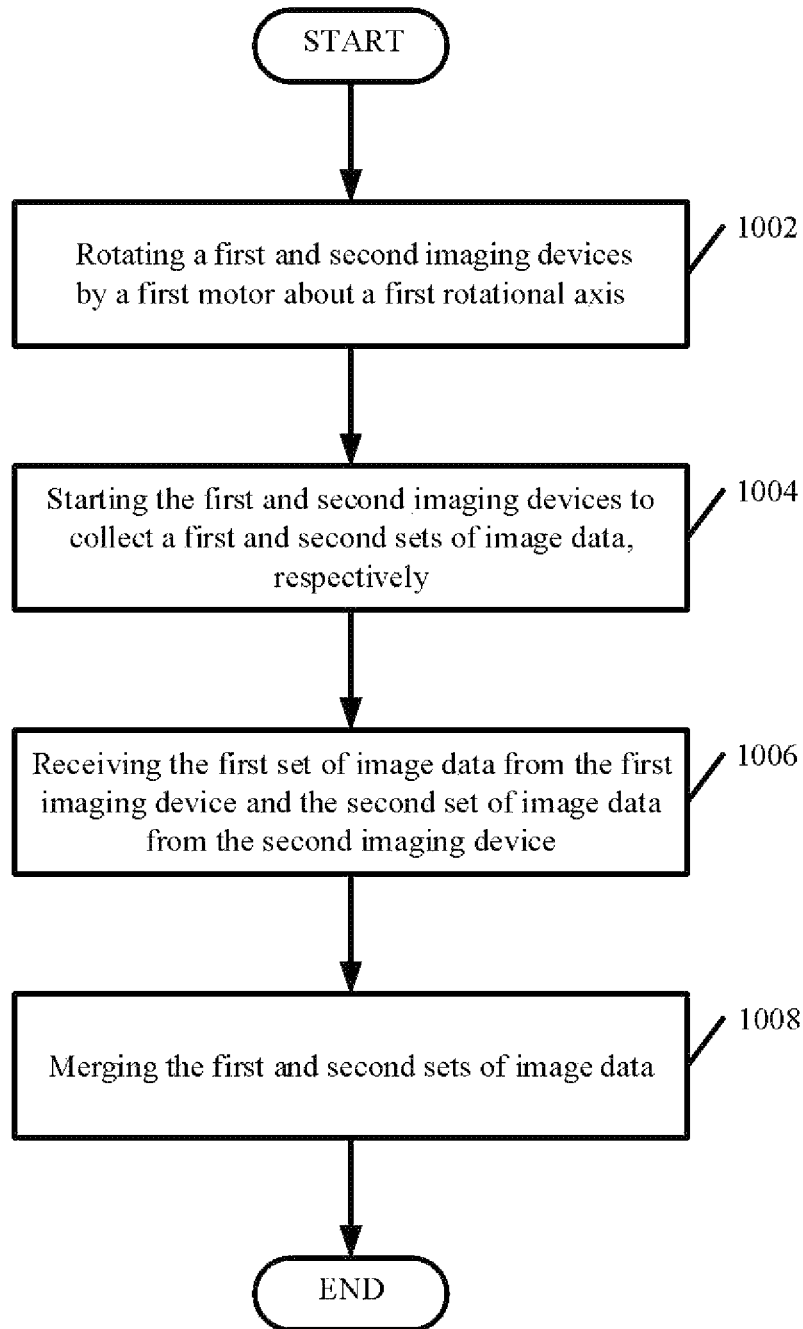 START
Rotating a first and second imaging devices
by a first motor about a first rotational axis
1002
Starting the first and second imaging devices to
collect a first and second sets of image data,
respectively
1004
Receiving the first set of image data from the first
imaging device and the second set of image data
from the second imaging device
1006
Merging the first and second sets of image data
1008
END